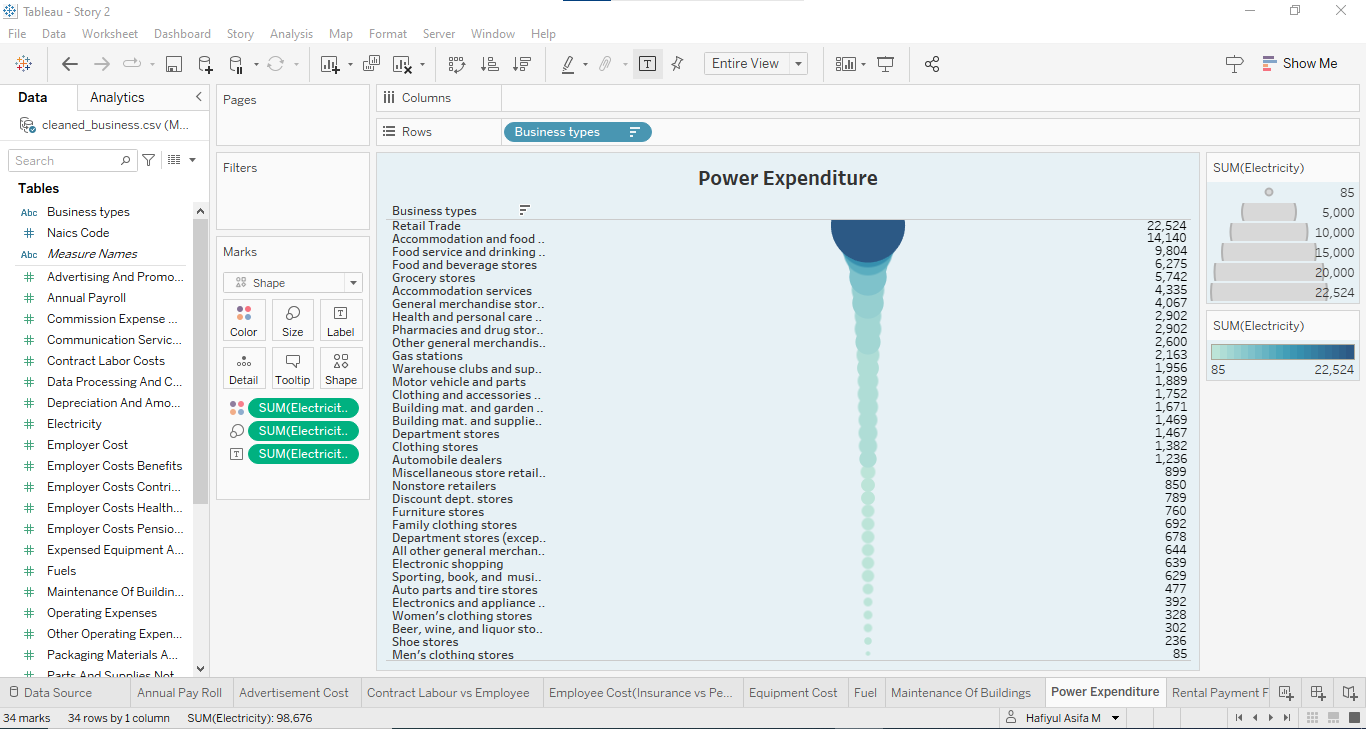 Tableau - Story 2
File Data Worksheet Dashboard Story Analysis Map Format Server Window Help
Entire View
Show Me
Data Analytics
cleaned_business.csv (M...
Search
Tables
Abc Business types
Naics Code
Abc Measure Names
Advertising And Promo...
Annual Payroll
Commission Expense ...
Communication Servic...
Contract Labor Costs
Data Processing And C...
Depreciation And Amo...
Electricity
Employer Cost
Employer Costs Benefits
Employer Costs Contri...
Employer Costs Health...
Employer Costs Pensio...
Expensed Equipment A...
Fuels
Maintenance Of Buildin...
Operating Expenses
Other Operating Expen...
Packaging Materials A...
Parts And Supplies Not
Pages
Filters
Marks
Shape
Color Size Label
Detail Tooltip Shape
SUM(Electricit..
SUM(Electricit..
SUM(Electricit..
Columns
Rows
Business types
Power Expenditure
Business types
Retail Trade 22,524
Accommodation and food .. 14,140
Food service and drinking .. 9,804
Food and beverage stores 6,275
Grocery stores 5,742
Accommodation services 4,335
General merchandise stor.. 4,067
Health and personal care .. 2,902
Pharmacies and drug stor.. 2,902
Other general merchandis.. 2,600
Gas stations 2,163
Warehouse clubs and sup.. 1,956
Motor vehicle and parts 1,889
Clothing and accessories .. 1,752
Building mat. and garden .. 1,671
Building mat. and supplie.. 1,469
Department stores 1,467
Clothing stores 1,382
Automobile dealers 1,236
Miscellaneous store retail.. 899
Nonstore retailers 850
Discount dept. stores 789
Furniture stores 760
Family clothing stores 692
Department stores (excep.. 678
All other general merchan.. 644
Electronic shopping 639
Sporting, book, and musi.. 629
Auto parts and tire stores 477
Electronics and appliance .. 392
Women's clothing stores 328
Beer, wine, and liquor sto.. 302
Shoe stores 236
Men's clothing stores 85
SUM(Electricity)
85
5,000
10,000
15,000
20,000
22,524
SUM(Electricity)
85 22,524
Data Source Annual Pay Roll Advertisement Cost Contract Labour vs Employee Employee Cost(Insurance vs Pe... Equipment Cost Fuel Maintenance Of Buildings Power Expenditure Rental Payment F
34 marks 34 rows by 1 column SUM(Electricity): 98,676 Hafiyul Asifa M